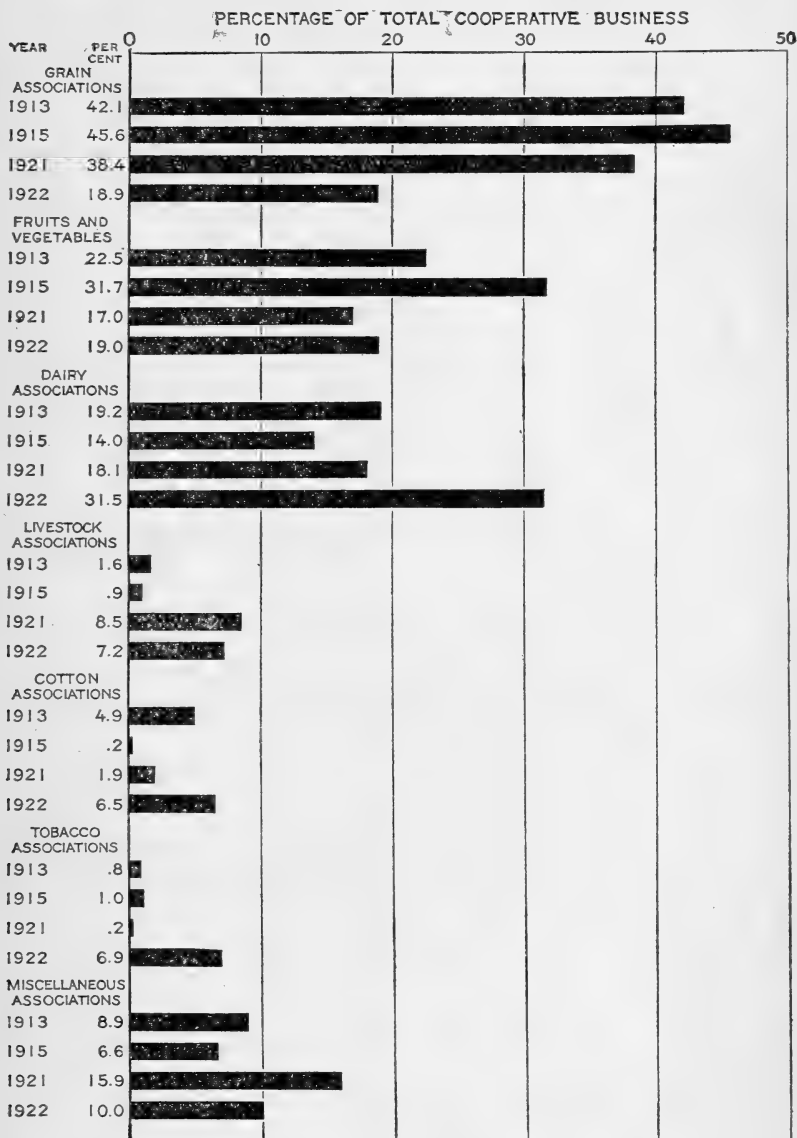 PERCENTAGE OF TOTAL COOPERATIVE BUSINESS
YEAR PER CENT 0 10 20 30 40 50
GRAIN
ASSOCIATIONS
1913 42.1
1915 45.6
1921 38.4
1922 18.9
FRUITS AND
VEGETABLES
1913 22.5
1915 31.7
1921 17.0
1922 19.0
DAIRY
ASSOCIATIONS
1913 19.2
1915 14.0
1921 18.1
1922 31.5
LIVESTOCK
ASSOCIATIONS
1913 1.6
1915 .9
1921 8.5
1922 7.2
COTTON
ASSOCIATIONS
1913 4.9
1915 .2
1921 1.9
1922 6.5
TOBACCO
ASSOCIATIONS
1913 .8
1915 1.0
1921 .2
1922 6.9
MISCELLANEOUS
ASSOCIATIONS
1913 8.9
1915 6.6
1921 15.9
1922 10.0